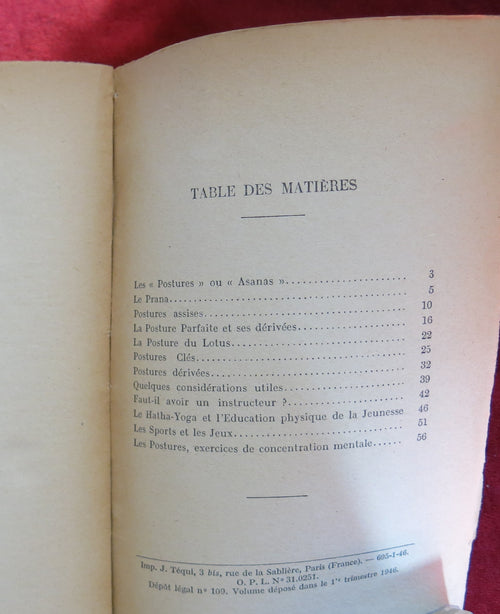 TABLE DES MATIÈRES
Les « Postures » ou « Asanas ».......................... 3
Le Prana.................................................. 5
Postures assises.......................................... 10
La Posture Parfaite et ses dérivées....................... 16
La Posture du Lotus....................................... 22
Postures Clés............................................. 25
Postures dérivées......................................... 32
Quelques considérations utiles............................ 39
Faut-il avoir un instructeur ?............................ 42
Le Hatha-Yoga et l'Education physique de la Jeunesse 46
Les Sports et les Jeux.................................... 51
Les Postures, exercices de concentration mentale...... 56
Imp. J. Téqui, 3 bis, rue de la Sablière, Paris (France). — 695-1-46.
O. P. L. N° 31.0251.
Dépôt légal n° 109. Volume déposé dans le 1er trimestre 1946.